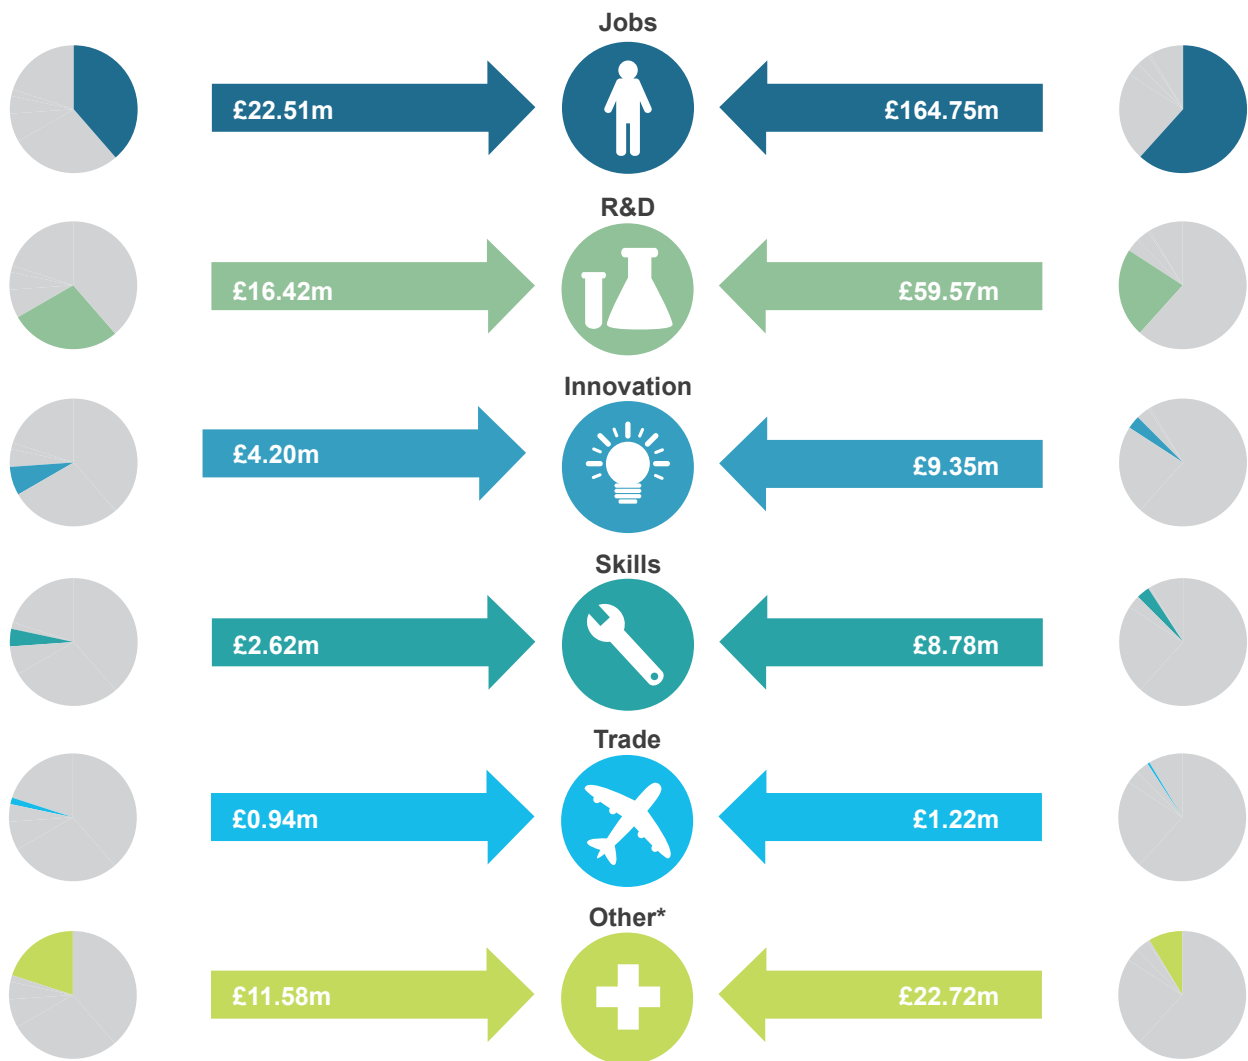 Jobs
£22.51m
£164.75m
R&D
£16.42m
£59.57m
Innovation
£4.20m
£9.35m
Skills
£2.62m
£8.78m
Trade
£0.94m
£1.22m
Other*
£11.58m
£22.72m